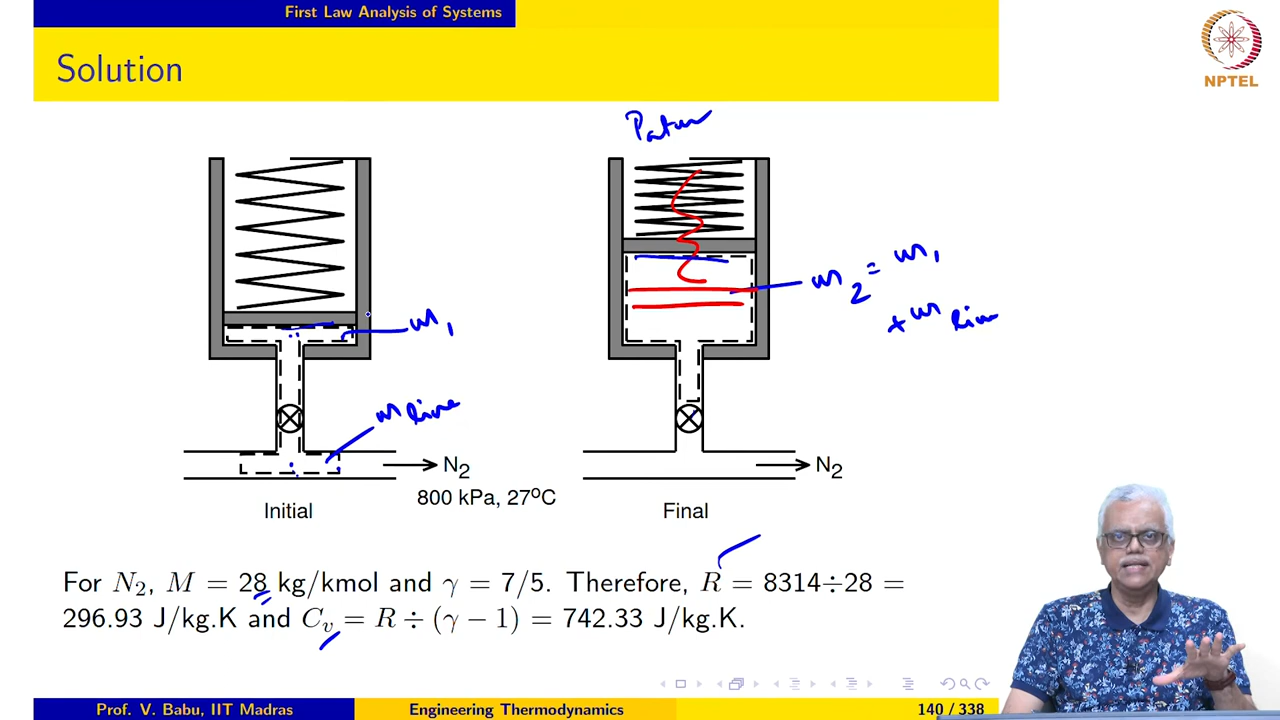 First Law Analysis of Systems
Solution
NPTEL
Patm
m₁
m₂ = m₁
+ m line
m line
N₂
800 kPa, 27°C
N₂
Initial
Final
For N₂, M = 28 kg/kmol and γ = 7/5. Therefore, R = 8314÷28 =
296.93 J/kg.K and Cᵥ = R ÷ (γ − 1) = 742.33 J/kg.K.
Prof. V. Babu, IIT Madras
Engineering Thermodynamics
140 / 338